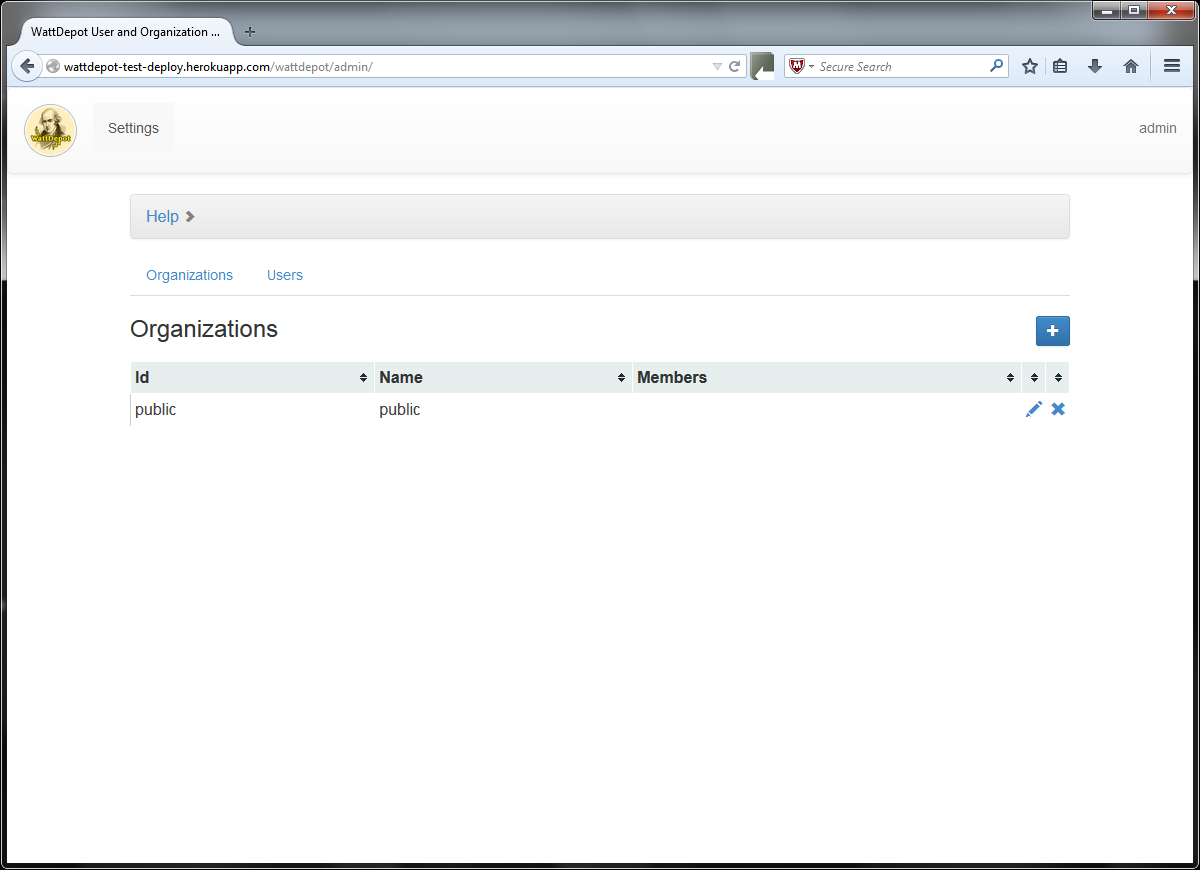 WattDepot User and Organization ...
wattdepot-test-deploy.herokuapp.com/wattdepot/admin/
Secure Search
WattDepot
Settings
admin
Help
Organizations Users
Organizations
Id Name Members
public public